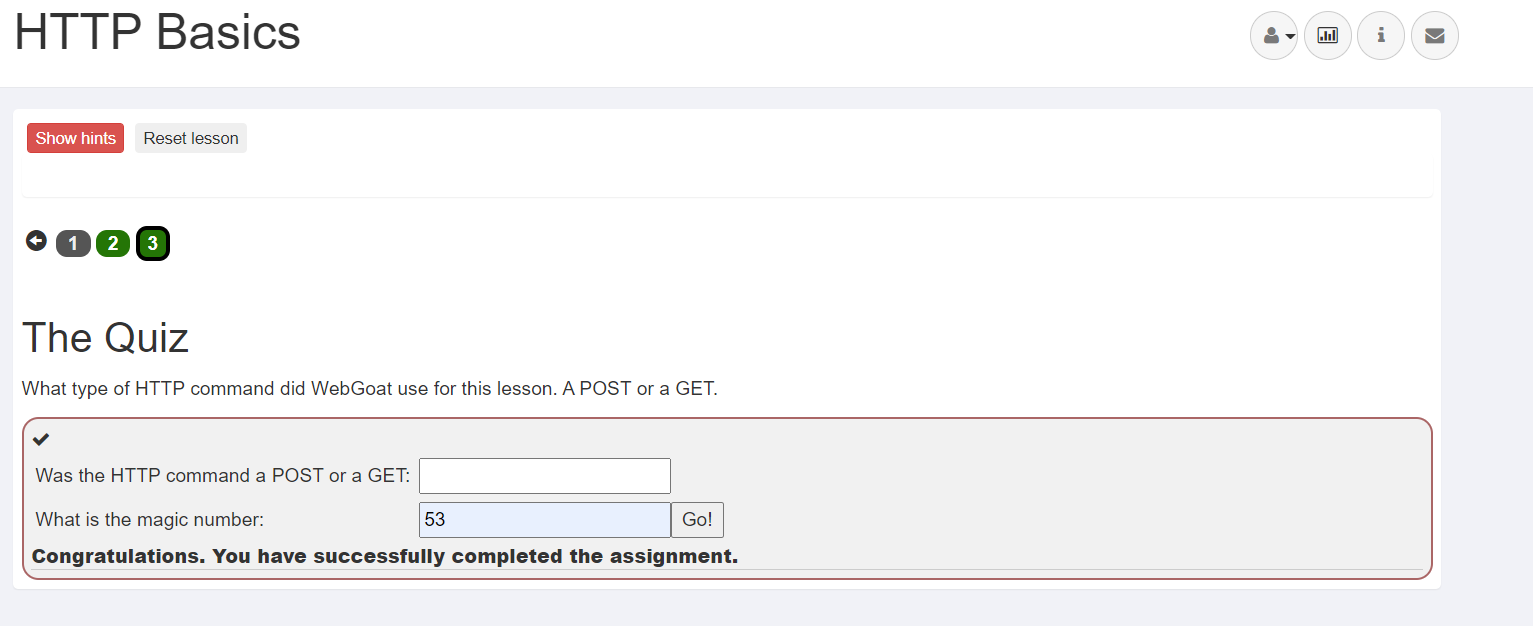 HTTP Basics
Show hints Reset lesson
1 2 3
The Quiz
What type of HTTP command did WebGoat use for this lesson. A POST or a GET.
Was the HTTP command a POST or a GET:
What is the magic number: 53 Go!
Congratulations. You have successfully completed the assignment.